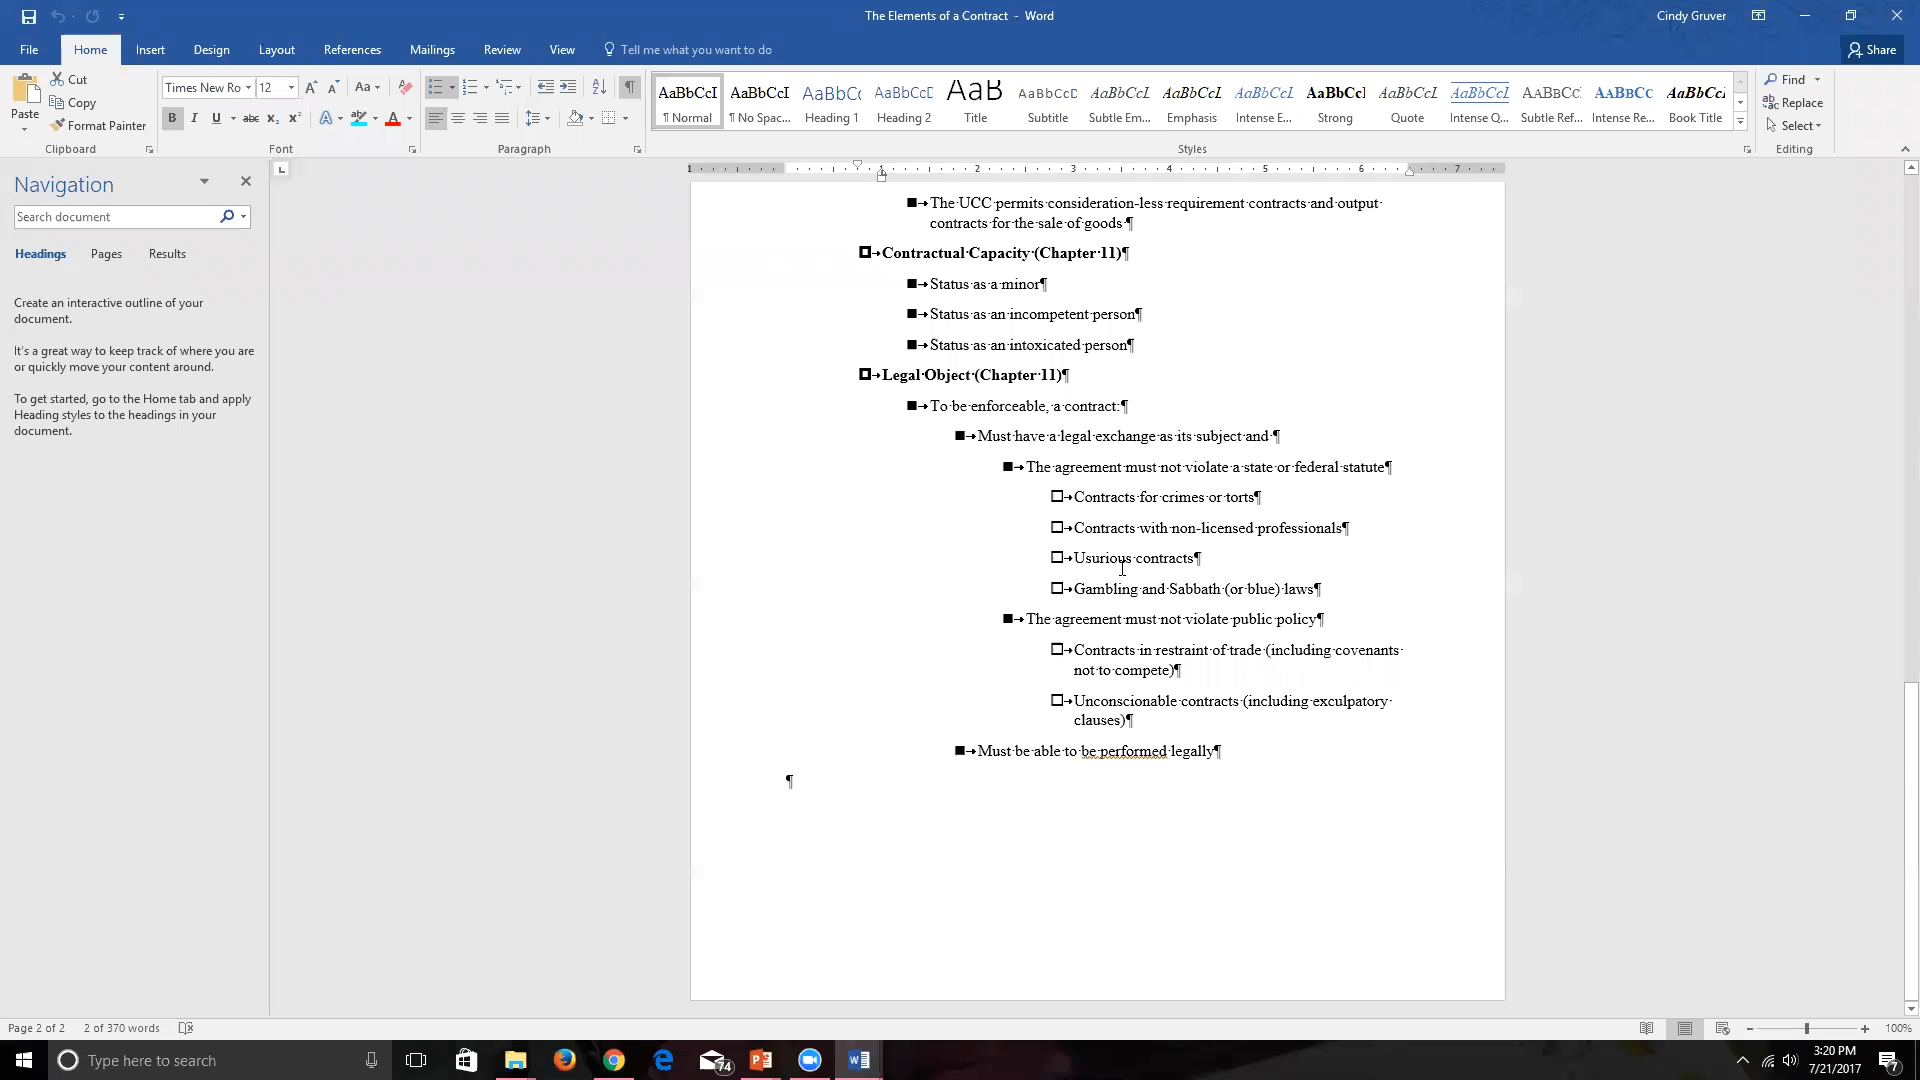 The Elements of a Contract - Word
Cindy Gruver
File
Home
Insert
Design
Layout
References
Mailings
Review
View
Tell me what you want to do
Share
Paste
Cut
Copy
Format Painter
Clipboard
Times New Ro
12
Aa
Font
Paragraph
AaBbCcI
¶ Normal
AaBbCcI
¶ No Spac...
AaBbCc
Heading 1
AaBbCcD
Heading 2
AaB
Title
AaBbCcD
Subtitle
AaBbCcL
Subtle Em...
AaBbCcL
Emphasis
AaBbCcL
Intense E...
AaBbCcI
Strong
AaBbCcL
Quote
AaBbCcL
Intense Q...
AaBbCc
Subtle Ref...
AaBbCc
Intense Re...
AaBbCcL
Book Title
Styles
Find
Replace
Select
Editing
Navigation
Search document
Headings
Pages
Results
Create an interactive outline of your
document.
It's a great way to keep track of where you are
or quickly move your content around.
To get started, go to the Home tab and apply
Heading styles to the headings in your
document.
1 1 2 3 4 5 6 7
The UCC permits consideration-less requirement contracts and output
contracts for the sale of goods ¶
Contractual Capacity (Chapter 11)¶
Status as a minor¶
Status as an incompetent person¶
Status as an intoxicated person¶
Legal Object (Chapter 11)¶
To be enforceable, a contract:¶
Must have a legal exchange as its subject and ¶
The agreement must not violate a state or federal statute¶
Contracts for crimes or torts¶
Contracts with non-licensed professionals¶
Usurious contracts¶
Gambling and Sabbath (or blue) laws¶
The agreement must not violate public policy¶
Contracts in restraint of trade (including covenants
not to compete)¶
Unconscionable contracts (including exculpatory
clauses)¶
Must be able to be performed legally¶
¶
Page 2 of 2
2 of 370 words
100%
Type here to search
74
3:20 PM
7/21/2017
7